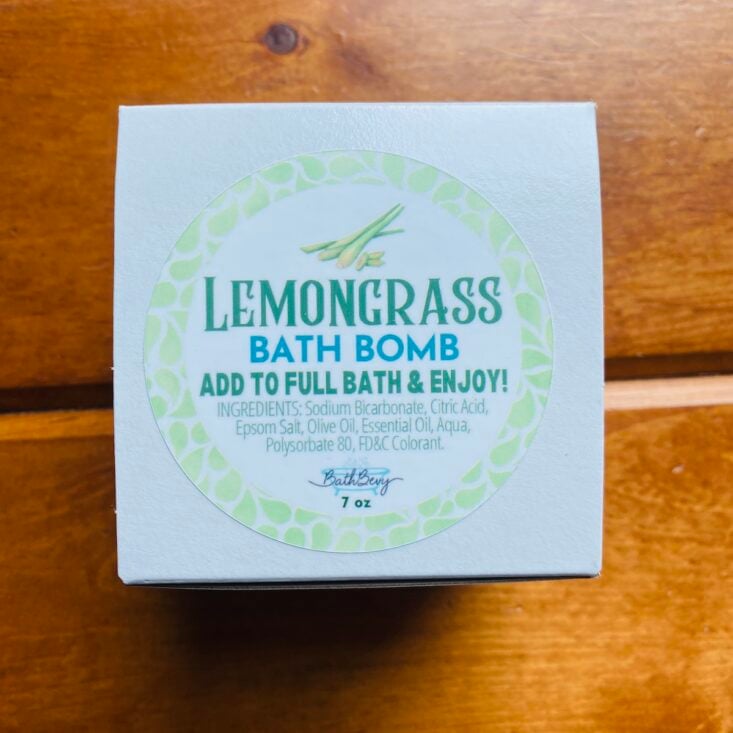 LEMONGRASS
BATH BOMB
ADD TO FULL BATH & ENJOY!
INGREDIENTS: Sodium Bicarbonate, Citric Acid,
Epsom Salt, Olive Oil, Essential Oil, Aqua,
Polysorbate 80, FD&C Colorant.
BathBevy
7 oz